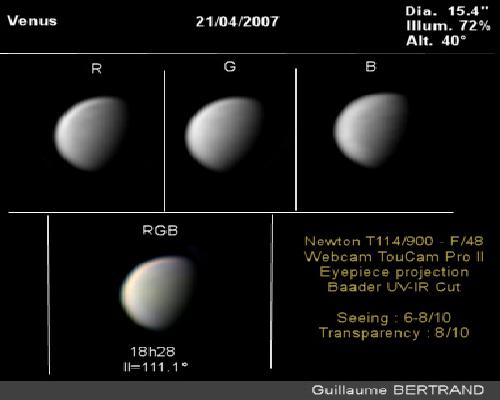 Venus
21/04/2007
Dia. 15.4"
Illum. 72%
Alt. 40°
R
G
B
RGB
18h28
II=111.1°
Newton T114/900 - F/48
Webcam TouCam Pro II
Eyepiece projection
Baader UV-IR Cut
Seeing : 6-8/10
Transparency : 8/10
Guillaume BERTRAND